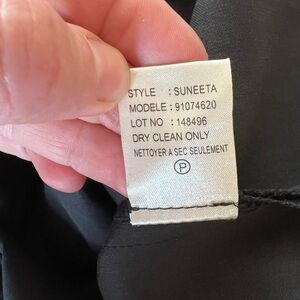 STYLE : SUNEETA
MODELE : 91074620
LOT NO : 148496
DRY CLEAN ONLY
NETTOYER A SEC SEULEMENT
P